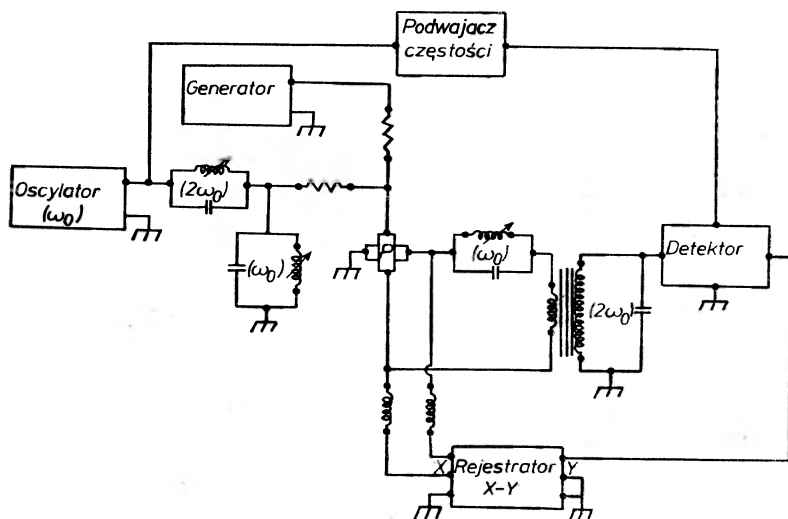 Podwajacz
częstości
Generator
Oscylator
(ω₀)
(2ω₀)
(ω₀)
P
(ω₀)
(2ω₀)
Detektor
X
Rejestrator
X-Y
Y